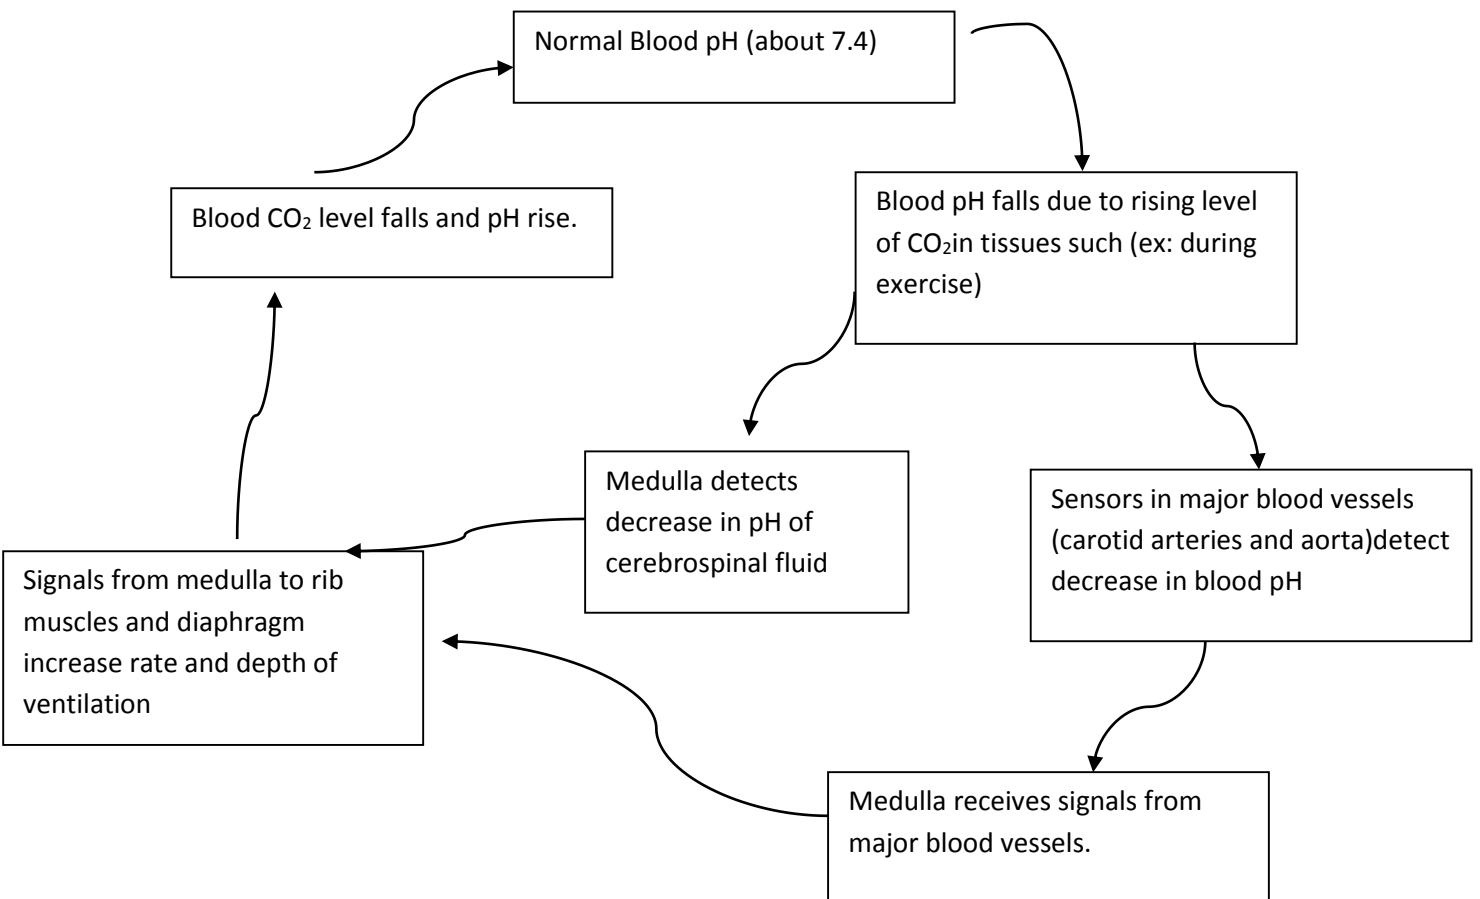 Normal Blood pH (about 7.4)
Blood CO₂ level falls and pH rise.
Blood pH falls due to rising level
of CO₂in tissues such (ex: during
exercise)
Medulla detects
decrease in pH of
cerebrospinal fluid
Sensors in major blood vessels
(carotid arteries and aorta)detect
decrease in blood pH
Signals from medulla to rib
muscles and diaphragm
increase rate and depth of
ventilation
Medulla receives signals from
major blood vessels.